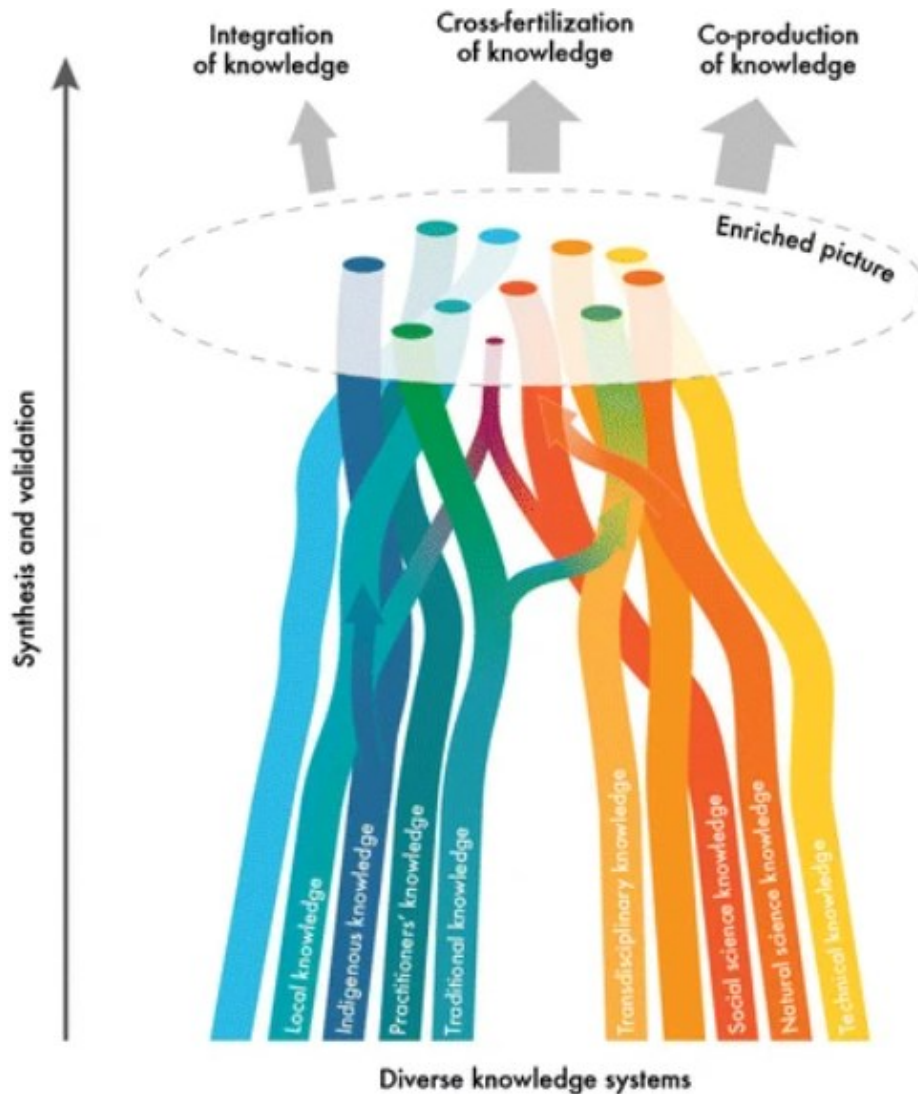 Integration
of knowledge
Cross-fertilization
of knowledge
Co-production
of knowledge
Enriched picture
Synthesis and validation
Local knowledge
Indigenous knowledge
Practitioners' knowledge
Traditional knowledge
Transdisciplinary knowledge
Social science knowledge
Natural science knowledge
Technical knowledge
Diverse knowledge systems